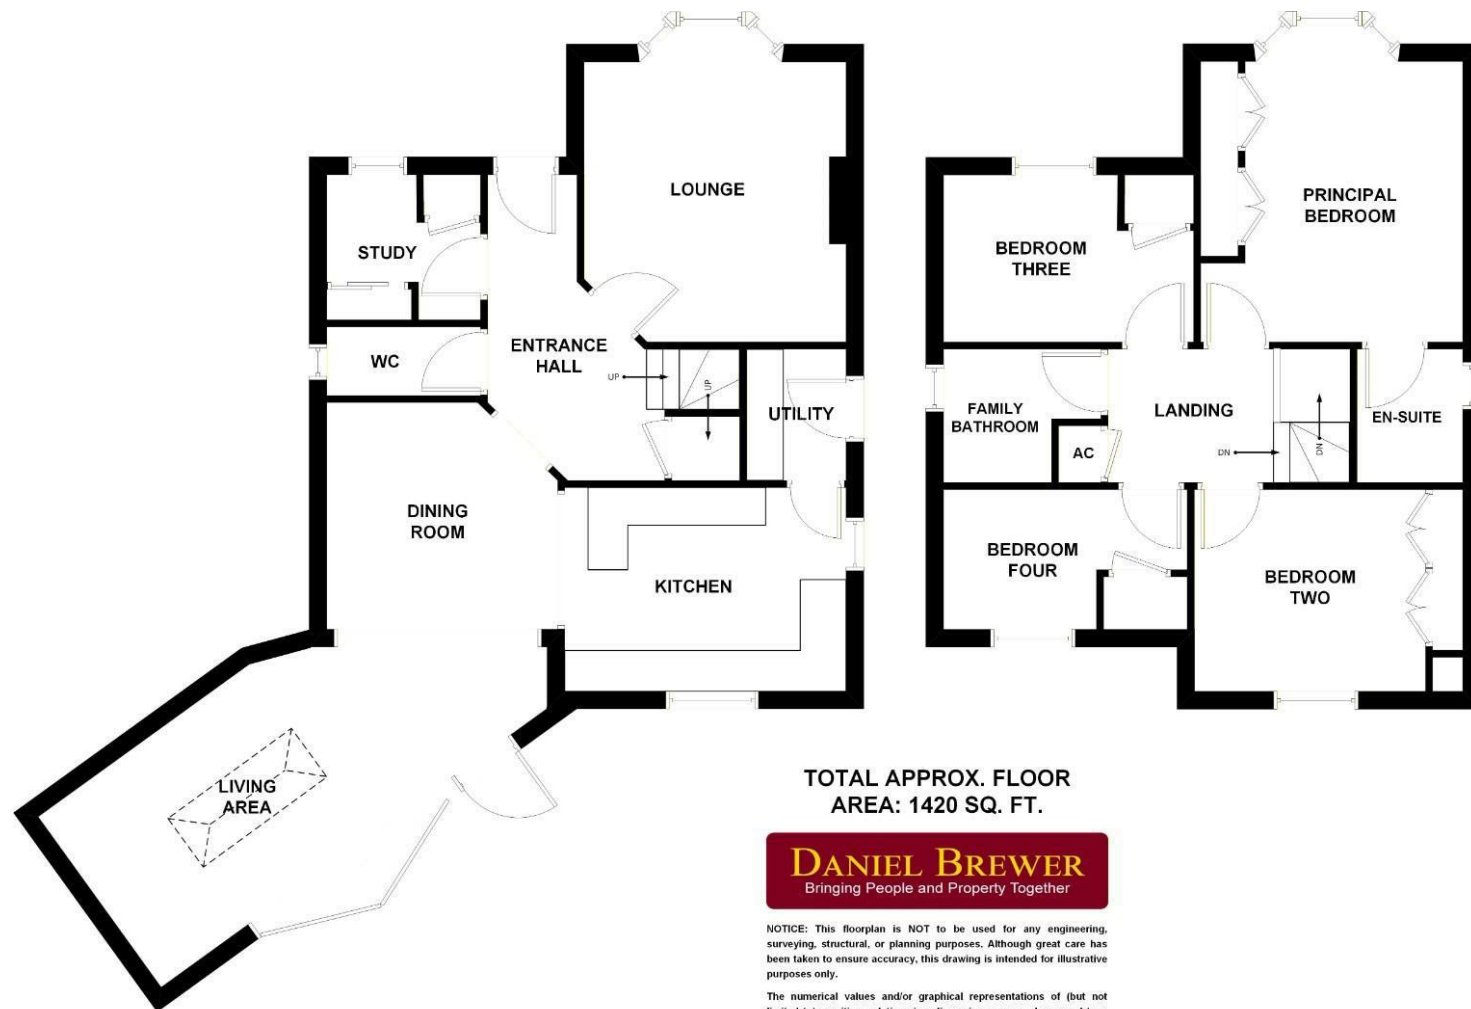 LOUNGE
STUDY
WC
ENTRANCE
HALL
UP
UP
UTILITY
DINING
ROOM
KITCHEN
LIVING
AREA
PRINCIPAL
BEDROOM
BEDROOM
THREE
FAMILY
BATHROOM
LANDING
EN-SUITE
AC
DN
DN
BEDROOM
FOUR
BEDROOM
TWO
TOTAL APPROX. FLOOR
AREA: 1420 SQ. FT.
DANIEL BREWER
Bringing People and Property Together
NOTICE: This floorplan is NOT to be used for any engineering,
surveying, structural, or planning purposes. Although great care has
been taken to ensure accuracy, this drawing is intended for illustrative
purposes only.
The numerical values and/or graphical representations of (but not